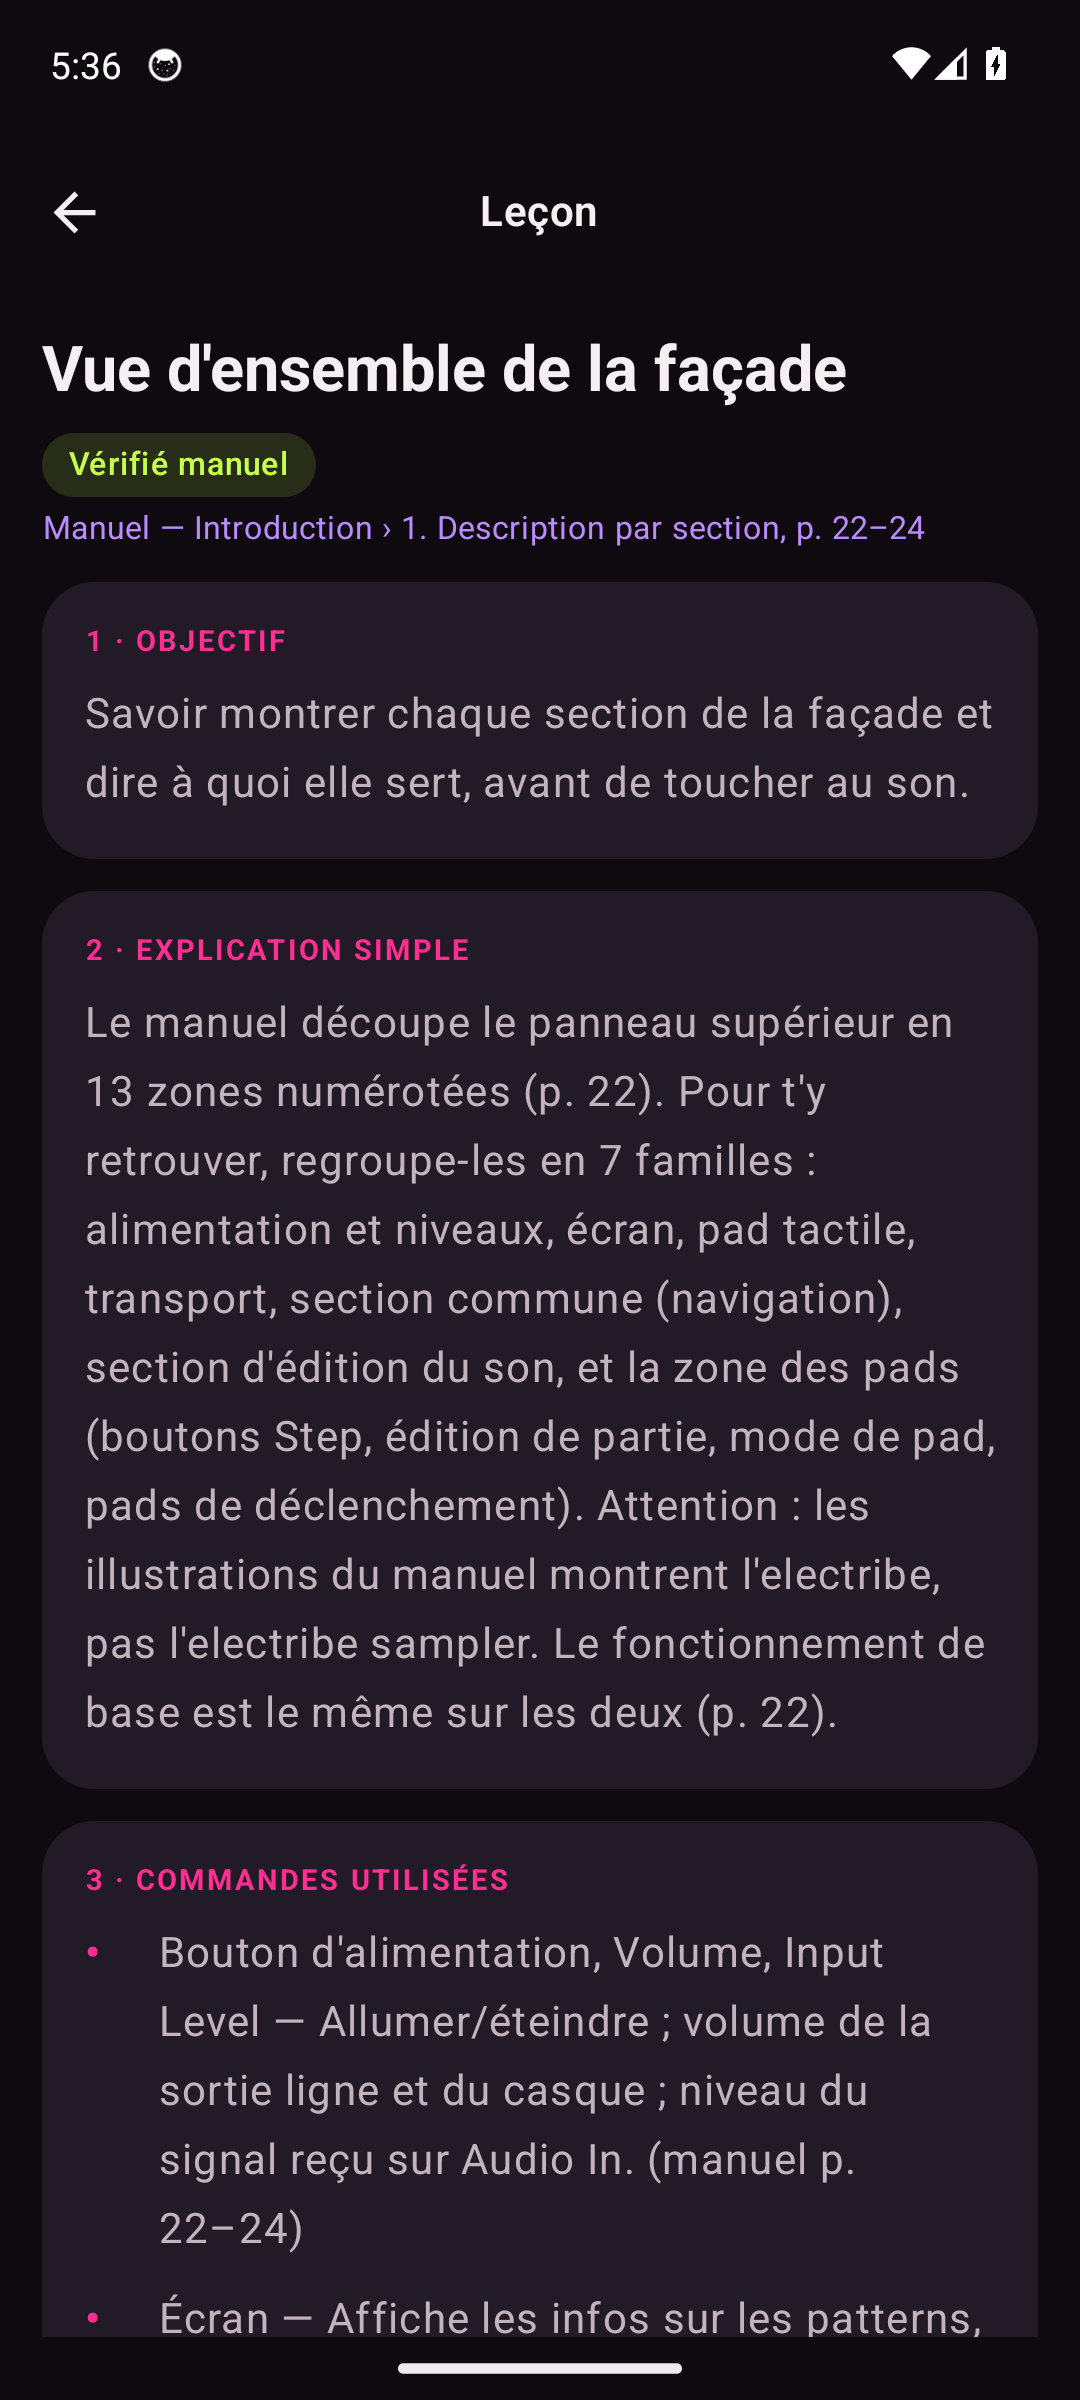 5:36
Leçon
Vue d'ensemble de la façade
Vérifié manuel
Manuel — Introduction › 1. Description par section, p. 22–24
1 · OBJECTIF
Savoir montrer chaque section de la façade et
dire à quoi elle sert, avant de toucher au son.
2 · EXPLICATION SIMPLE
Le manuel découpe le panneau supérieur en
13 zones numérotées (p. 22). Pour t'y
retrouver, regroupe-les en 7 familles :
alimentation et niveaux, écran, pad tactile,
transport, section commune (navigation),
section d'édition du son, et la zone des pads
(boutons Step, édition de partie, mode de pad,
pads de déclenchement). Attention : les
illustrations du manuel montrent l'electribe,
pas l'electribe sampler. Le fonctionnement de
base est le même sur les deux (p. 22).
3 · COMMANDES UTILISÉES
• Bouton d'alimentation, Volume, Input
Level — Allumer/éteindre ; volume de la
sortie ligne et du casque ; niveau du
signal reçu sur Audio In. (manuel p.
22–24)
• Écran — Affiche les infos sur les patterns,